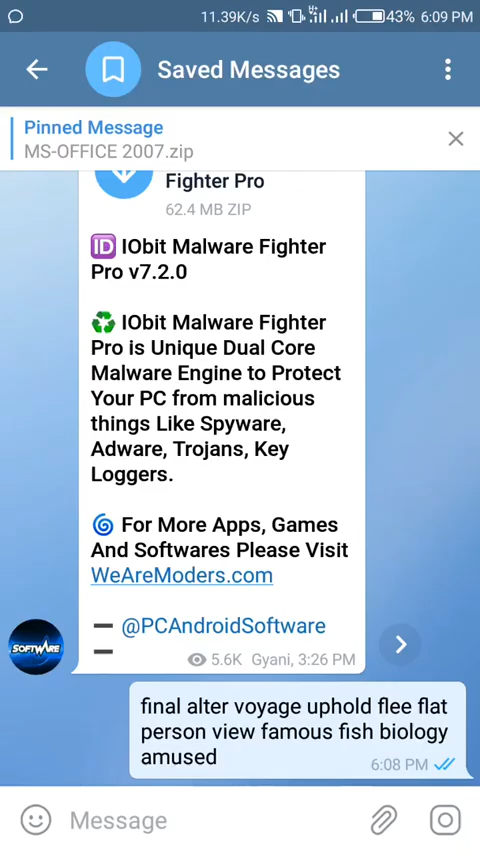 11.39K/s 43% 6:09 PM
Saved Messages
Pinned Message
MS-OFFICE 2007.zip
Fighter Pro
62.4 MB ZIP
🆔 IObit Malware Fighter
Pro v7.2.0
♻️ IObit Malware Fighter
Pro is Unique Dual Core
Malware Engine to Protect
Your PC from malicious
things Like Spyware,
Adware, Trojans, Key
Loggers.
🌀 For More Apps, Games
And Softwares Please Visit
WeAreModers.com
➖ @PCAndroidSoftware
➖
5.6K Gyani, 3:26 PM
SOFTWARE
final alter voyage uphold flee flat
person view famous fish biology
amused
6:08 PM
Message